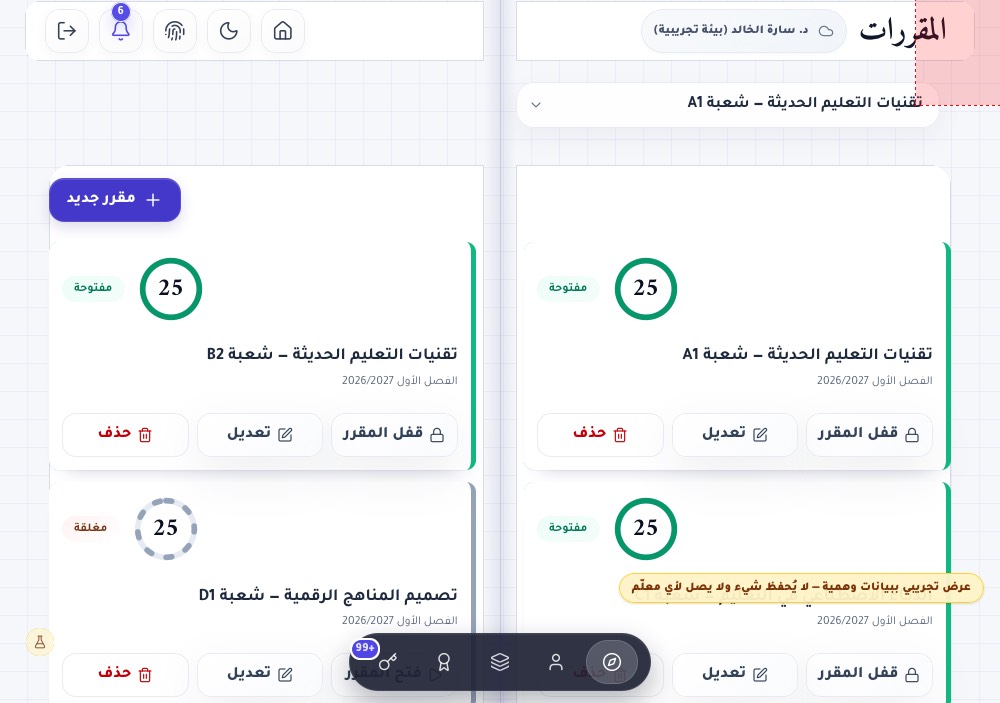 المقررات
د. سارة الخالد (بيئة تجريبية)
6
تقنيات التعليم الحديثة – شعبة A1
مقرر جديد
25
مفتوحة
تقنيات التعليم الحديثة – شعبة A1
الفصل الأول 2026/2027
قفل المقرر
تعديل
حذف
25
مفتوحة
تقنيات التعليم الحديثة – شعبة B2
الفصل الأول 2026/2027
قفل المقرر
تعديل
حذف
25
مفتوحة
عرض تجريبي ببيانات وهمية – لا يُحفظ شيء ولا يصل لأي معلّم
الفصل الأول 2026/2027
قفل المقرر
تعديل
حذف
25
مغلقة
تصميم المناهج الرقمية – شعبة D1
الفصل الأول 2026/2027
فتح المقرر
تعديل
حذف
99+